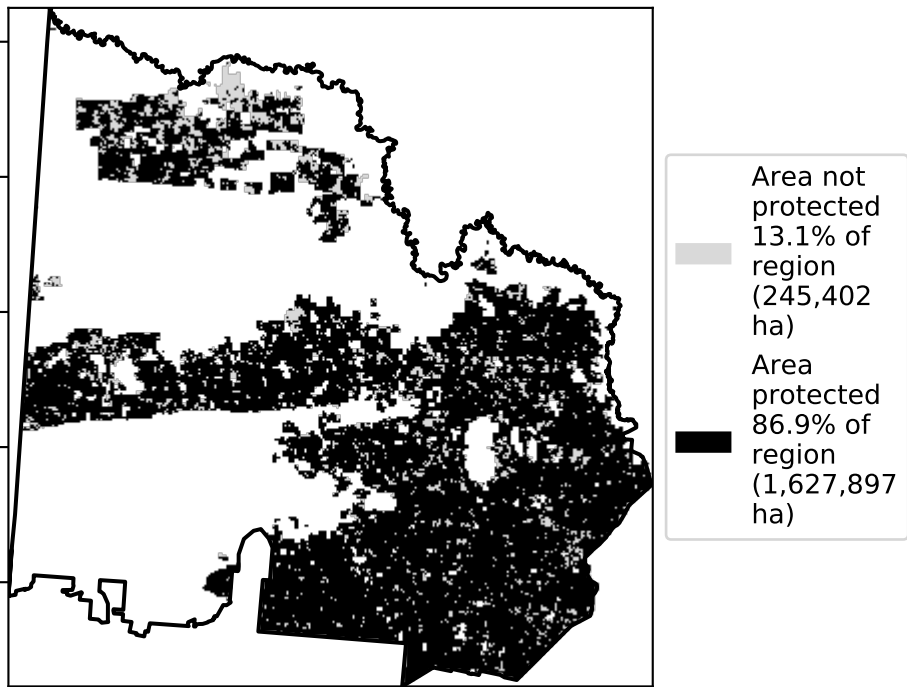 Area not
protected
13.1% of
region
(245,402
ha)
Area
protected
86.9% of
region
(1,627,897
ha)